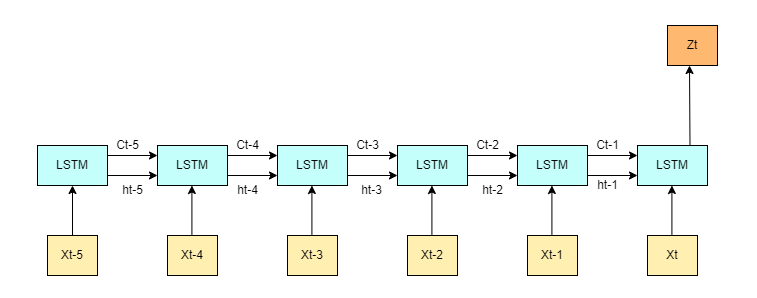 Zt
Ct-5 Ct-4 Ct-3 Ct-2 Ct-1
LSTM LSTM LSTM LSTM LSTM LSTM
ht-5 ht-4 ht-3 ht-2 ht-1
Xt-5 Xt-4 Xt-3 Xt-2 Xt-1 Xt